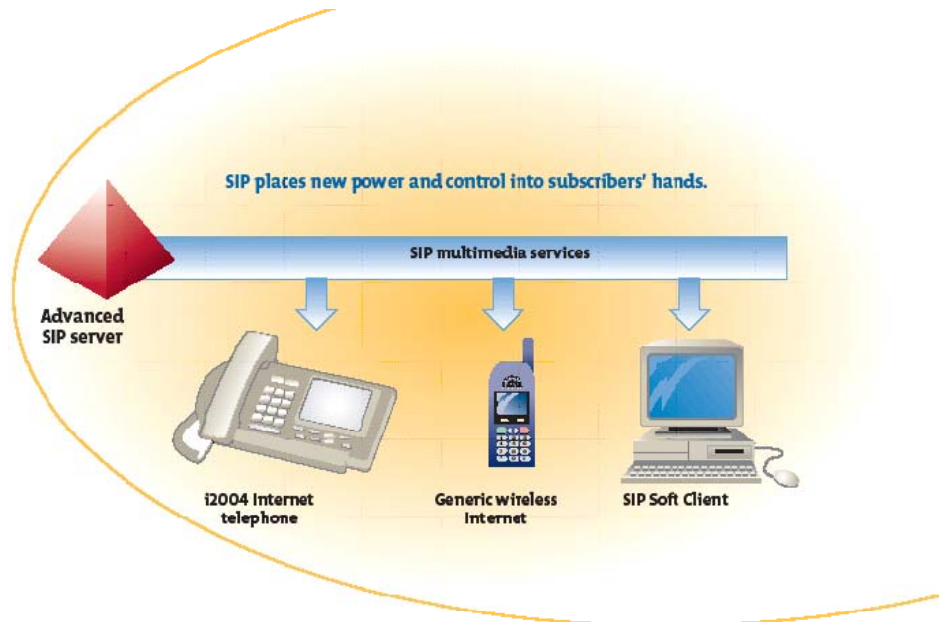 SIP places new power and control into subscribers' hands.
SIP multimedia services
Advanced
SIP server
i2004 Internet
telephone
Generic wireless
Internet
SIP Soft Client